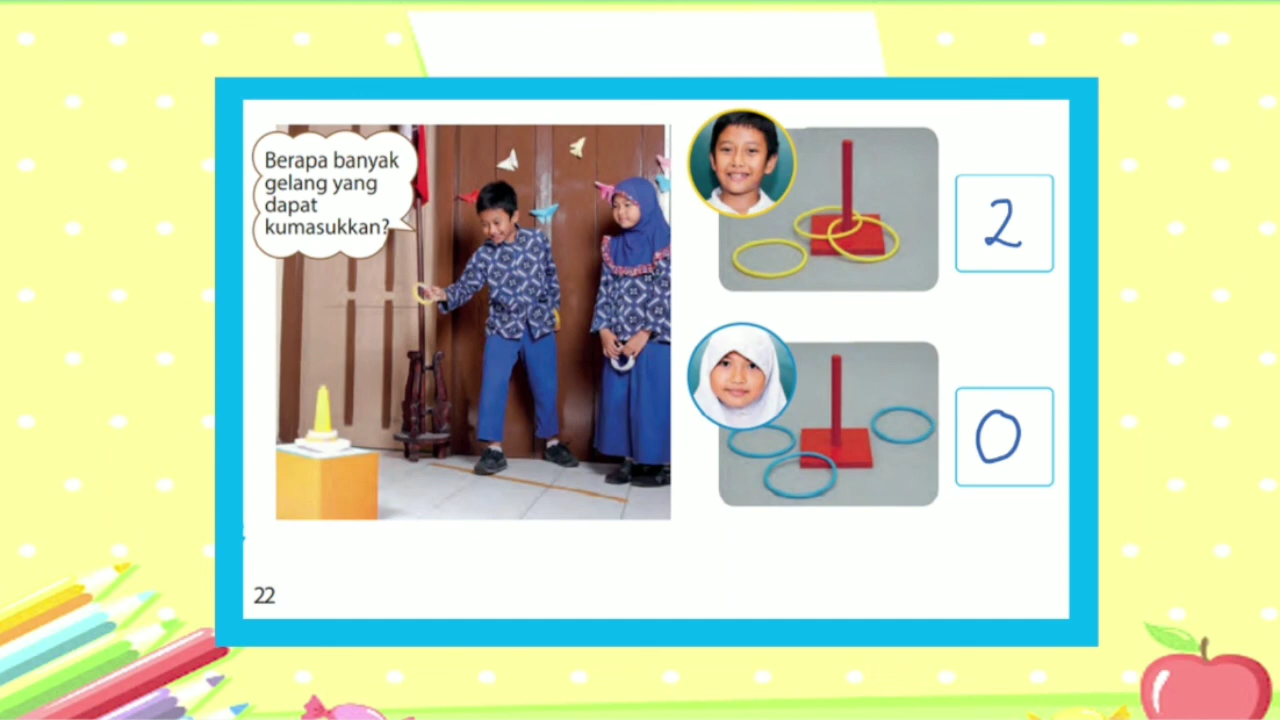 Berapa banyak
gelang yang
dapat
kumasukkan?
2
0
22